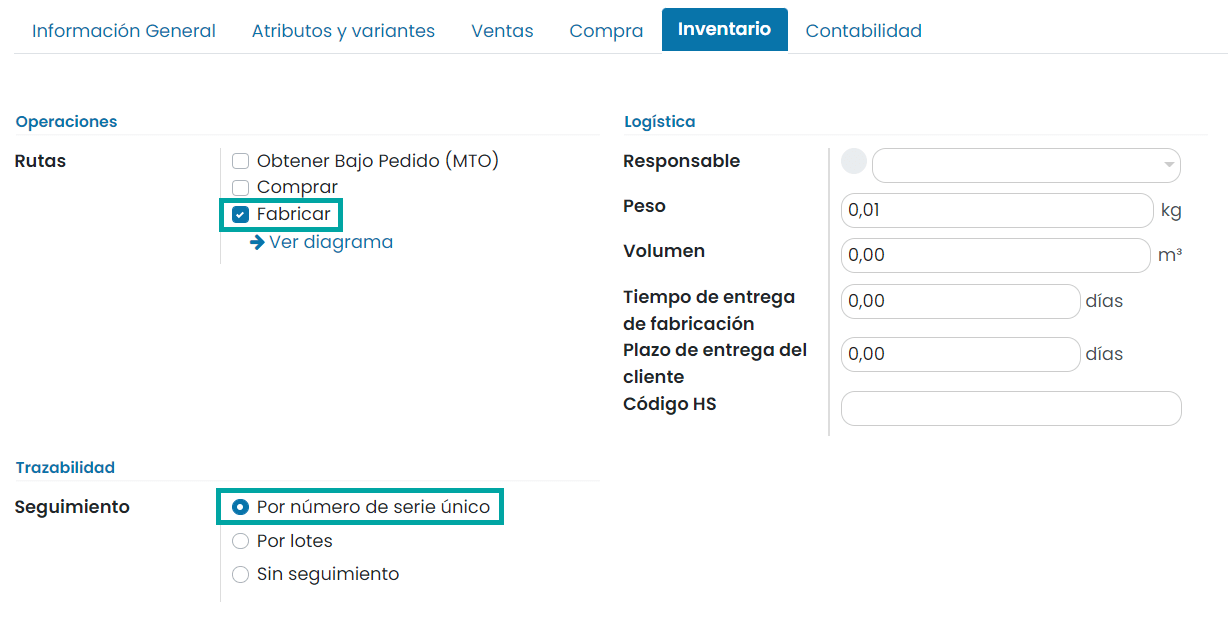 Información General
Atributos y variantes
Ventas
Compra
Inventario
Contabilidad
Operaciones
Rutas
Obtener Bajo Pedido (MTO)
Comprar
Fabricar
Ver diagrama
Logística
Responsable
Peso
0,01
kg
Volumen
0,00
m³
Tiempo de entrega
de fabricación
0,00
días
Plazo de entrega del
cliente
0,00
días
Código HS
Trazabilidad
Seguimiento
Por número de serie único
Por lotes
Sin seguimiento